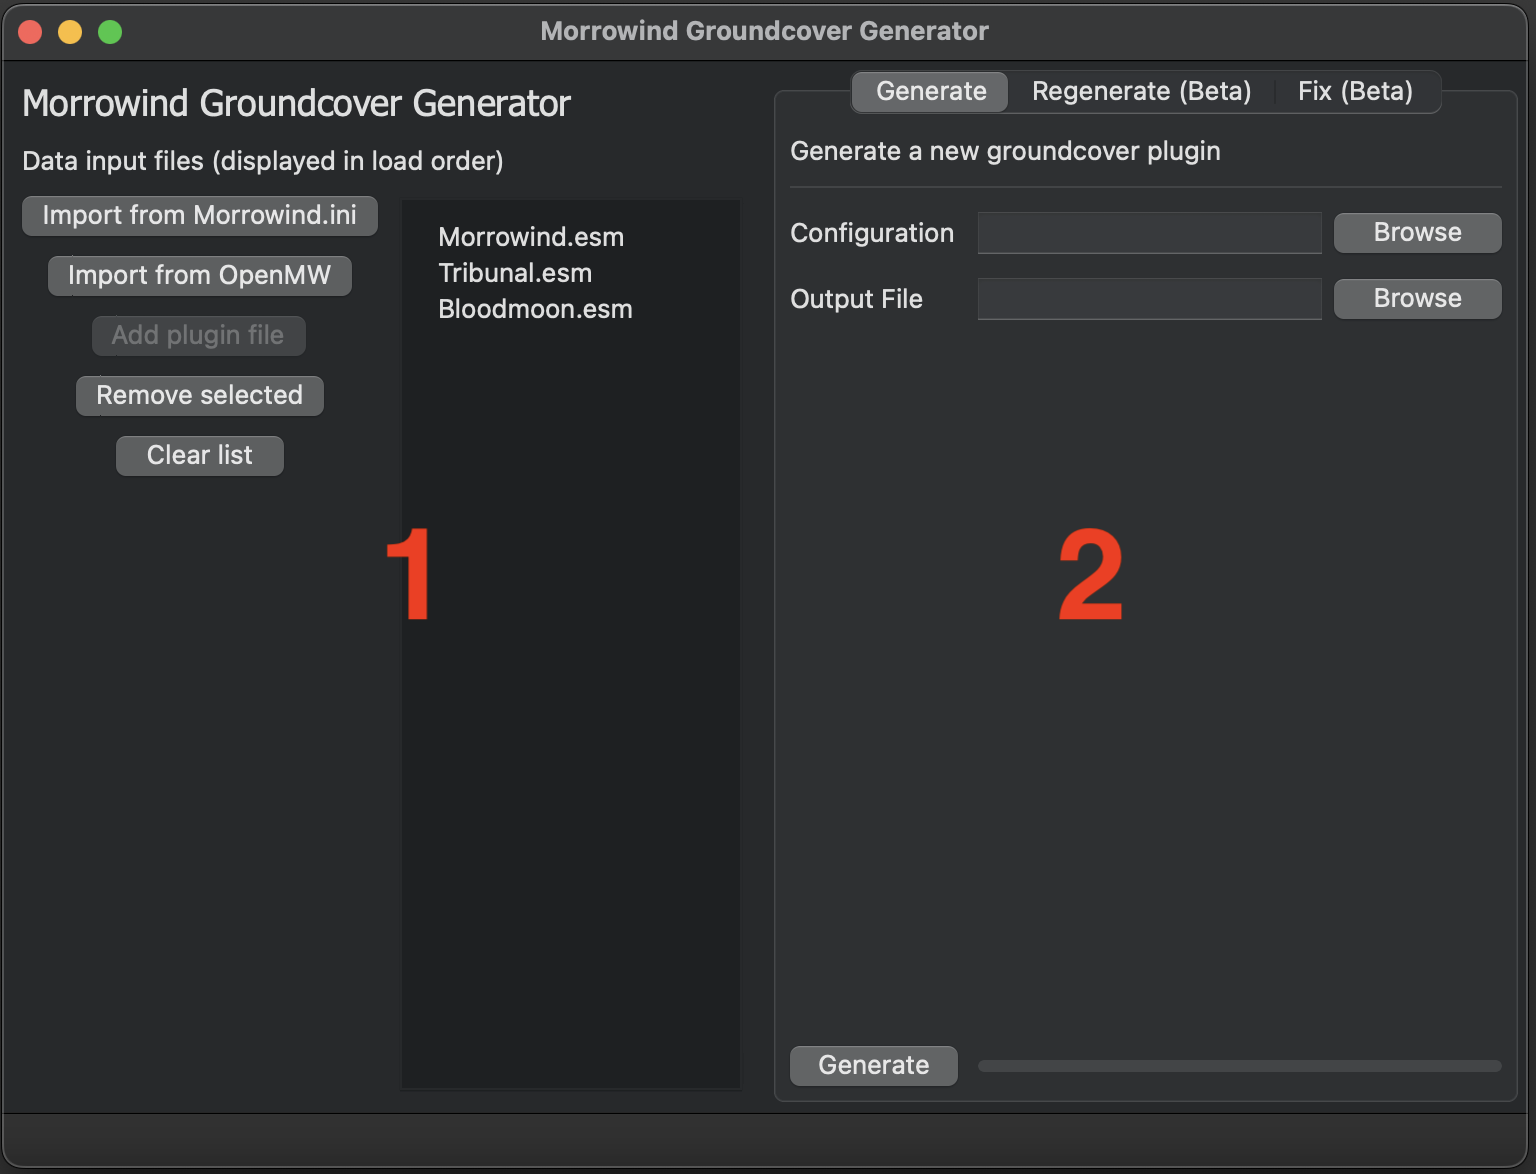 Morrowind Groundcover Generator
Morrowind Groundcover Generator
Data input files (displayed in load order)
Import from Morrowind.ini
Import from OpenMW
Add plugin file
Remove selected
Clear list
Morrowind.esm
Tribunal.esm
Bloodmoon.esm
1
Generate
Regenerate (Beta)
Fix (Beta)
Generate a new groundcover plugin
Configuration
Browse
Output File
Browse
2
Generate